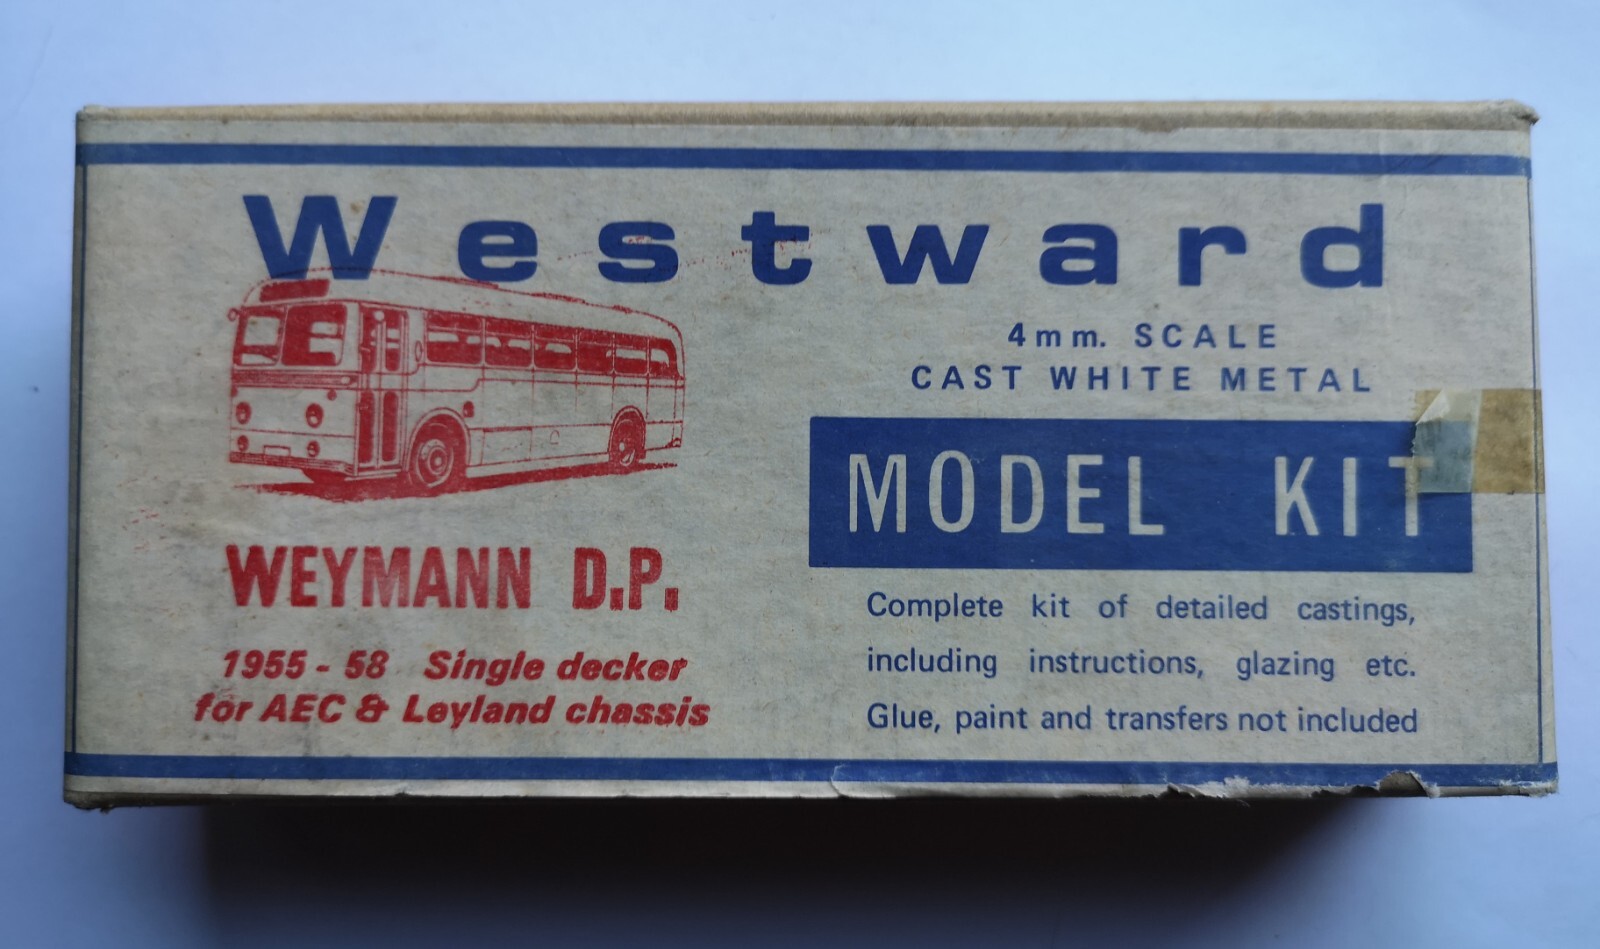 Westward
4mm. SCALE
CAST WHITE METAL
MODEL KIT
WEYMANN D.P.
1955 - 58 Single decker
for AEC & Leyland chassis
Complete kit of detailed castings,
including instructions, glazing etc.
Glue, paint and transfers not included